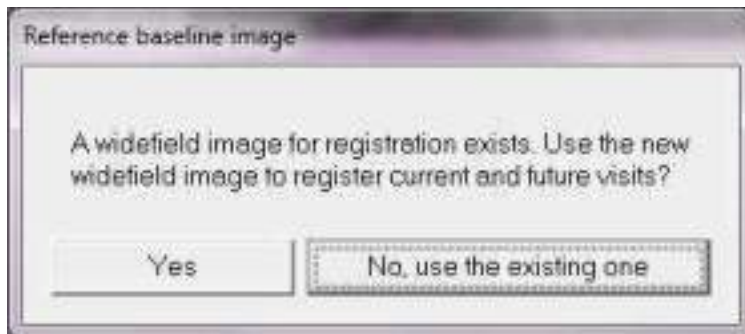 Reference baseline image
A widefield image for registration exists. Use the new
widefield image to register current and future visits?
Yes
No, use the existing one